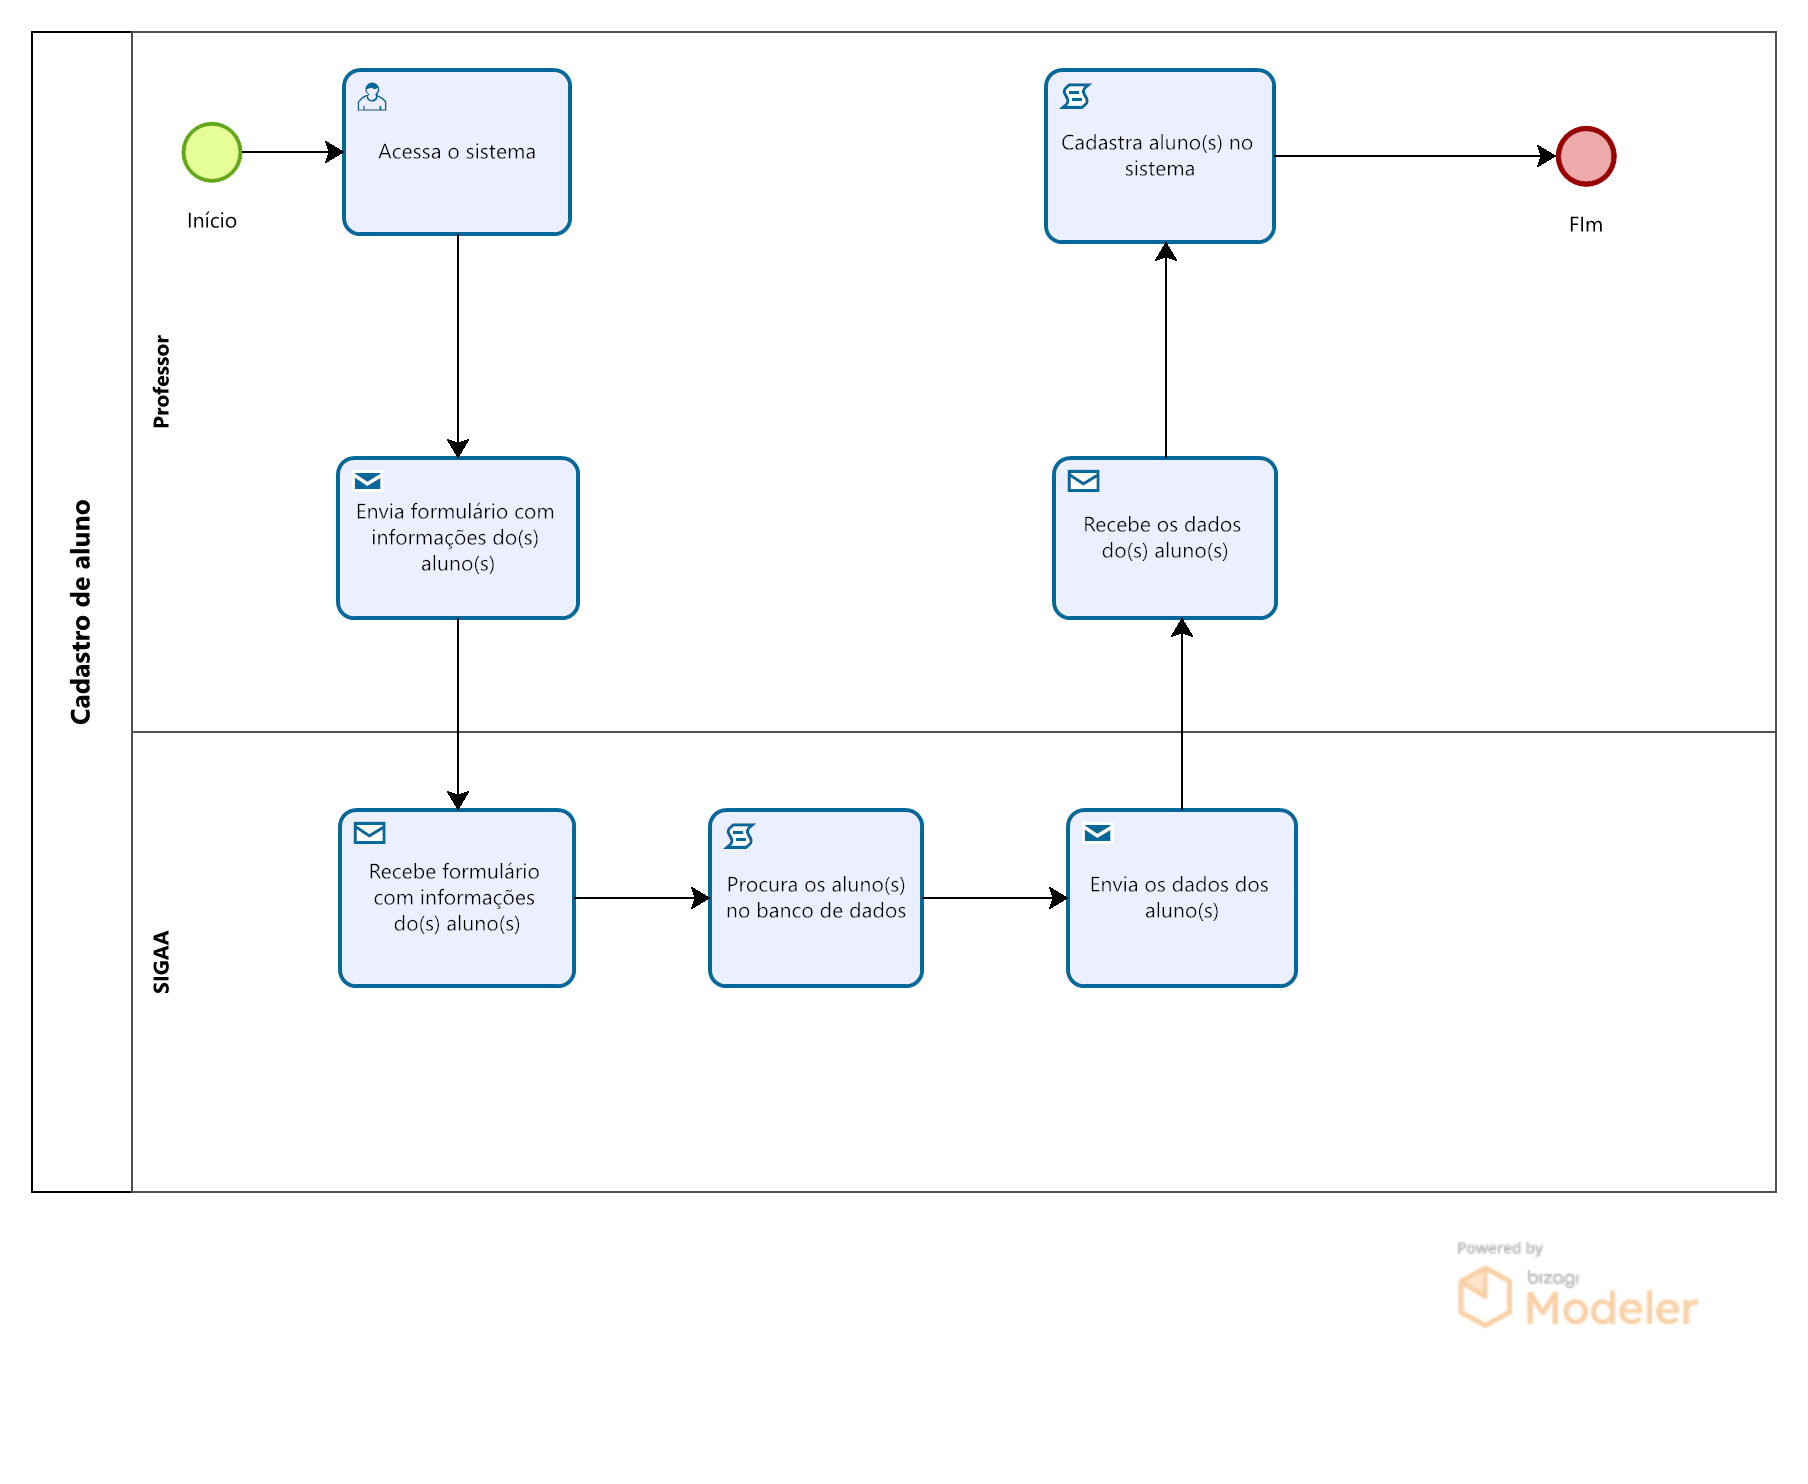 Cadastro de aluno
Professor
Início
Acessa o sistema
Envia formulário com
informações do(s)
aluno(s)
Cadastra aluno(s) no
sistema
FIm
Recebe os dados
do(s) aluno(s)
SIGAA
Recebe formulário
com informações
do(s) aluno(s)
Procura os aluno(s)
no banco de dados
Envia os dados dos
aluno(s)
Powered by
bizagi
Modeler